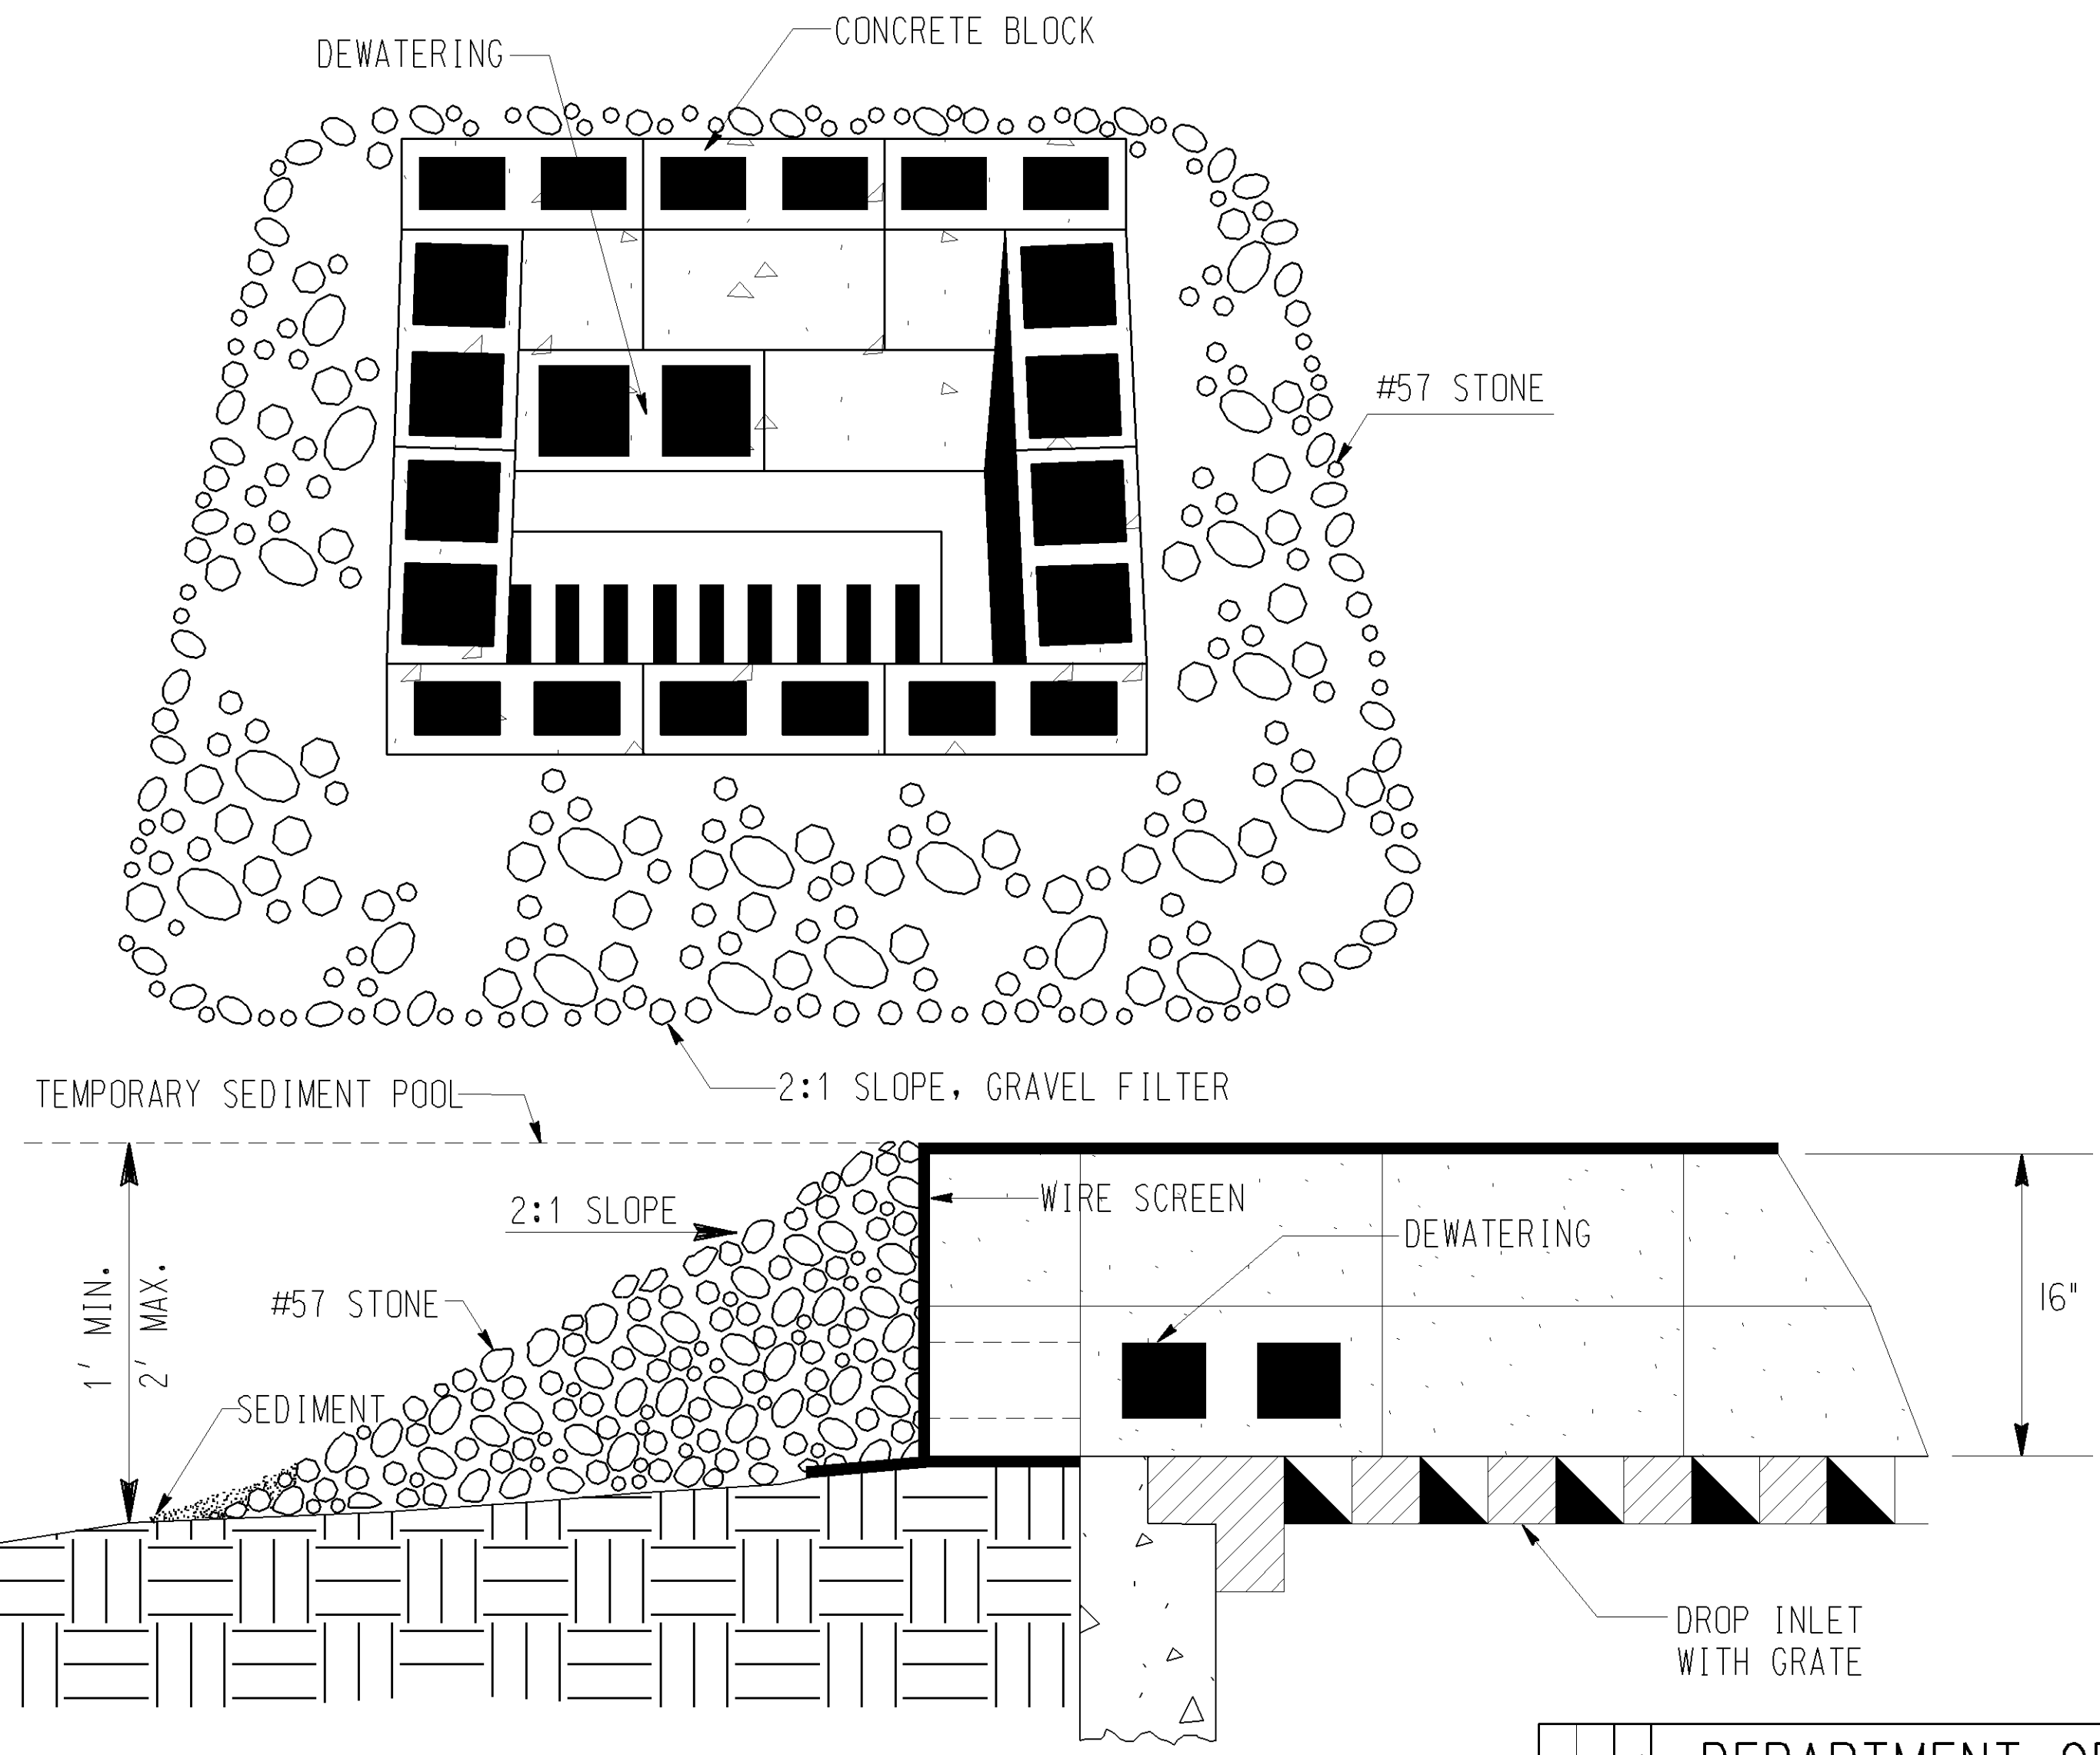 CONCRETE BLOCK
DEWATERING
#57 STONE
2:1 SLOPE, GRAVEL FILTER
TEMPORARY SEDIMENT POOL
2:1 SLOPE
WIRE SCREEN
DEWATERING
1' MIN.
2' MAX.
#57 STONE
16"
SEDIMENT
DROP INLET
WITH GRATE
DEPARTMENT